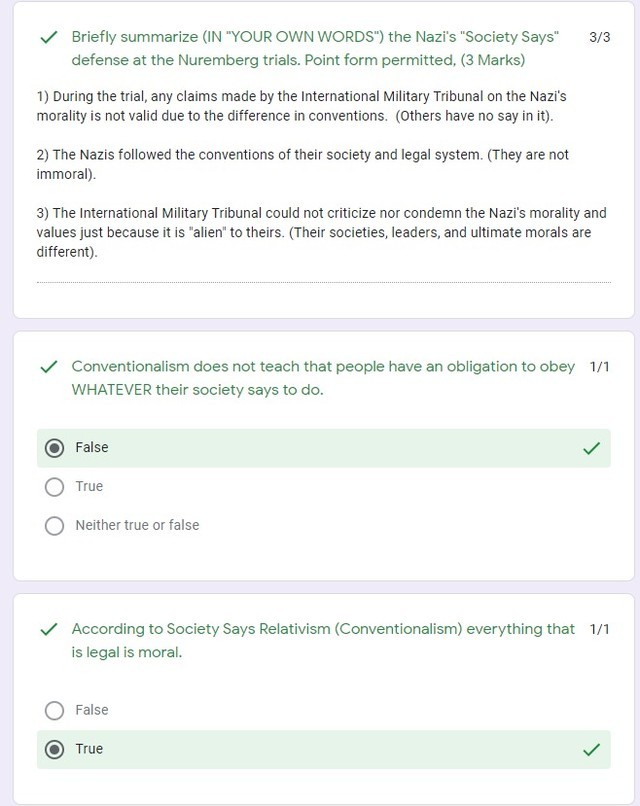 Briefly summarize (IN "YOUR OWN WORDS") the Nazi's "Society Says" 3/3
defense at the Nuremberg trials. Point form permitted, (3 Marks)
1) During the trial, any claims made by the International Military Tribunal on the Nazi's
morality is not valid due to the difference in conventions.  (Others have no say in it).
2) The Nazis followed the conventions of their society and legal system. (They are not
immoral).
3) The International Military Tribunal could not criticize nor condemn the Nazi's morality and
values just because it is "alien" to theirs. (Their societies, leaders, and ultimate morals are
different).
Conventionalism does not teach that people have an obligation to obey 1/1
WHATEVER their society says to do.
False
True
Neither true or false
According to Society Says Relativism (Conventionalism) everything that 1/1
is legal is moral.
False
True